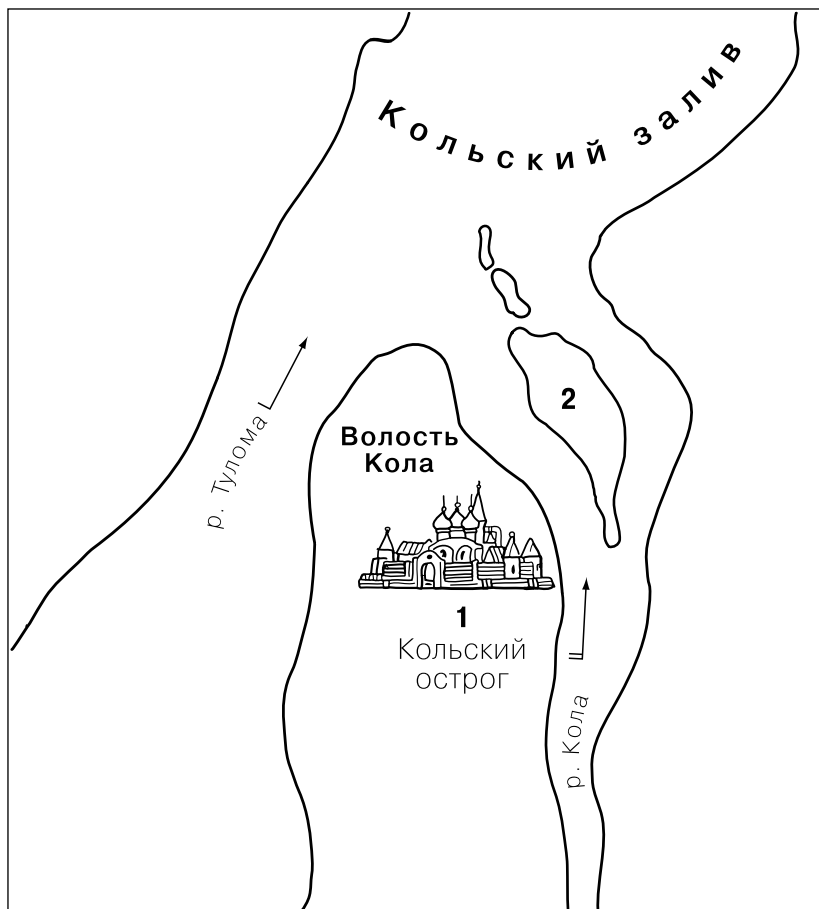 Кольский залив
2
р. Тулома
Волость
Кола
1
Кольский
острог
р. Кола